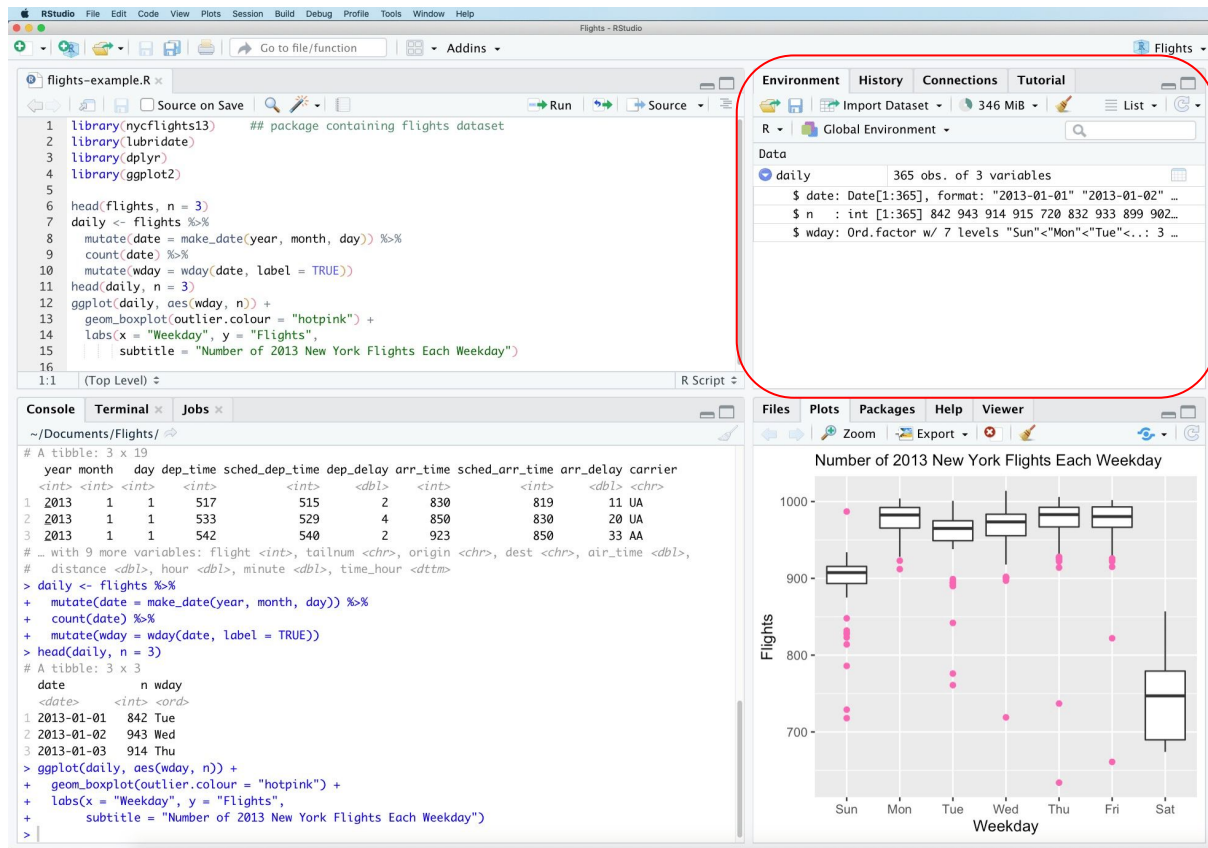 RStudio File Edit Code View Plots Session Build Debug Profile Tools Window Help
Flights - RStudio
Go to file/function Addins Flights
flights-example.R
Source on Save Run Source
1 library(nycflights13) ## package containing flights dataset
2 library(lubridate)
3 library(dplyr)
4 library(ggplot2)
5
6 head(flights, n = 3)
7 daily <- flights %>%
8 mutate(date = make_date(year, month, day)) %>%
9 count(date) %>%
10 mutate(wday = wday(date, label = TRUE))
11 head(daily, n = 3)
12 ggplot(daily, aes(wday, n)) +
13 geom_boxplot(outlier.colour = "hotpink") +
14 labs(x = "Weekday", y = "Flights",
15 subtitle = "Number of 2013 New York Flights Each Weekday")
16
1:1 (Top Level) R Script
Environment History Connections Tutorial
Import Dataset 346 MiB List
R Global Environment
Data
daily 365 obs. of 3 variables
$ date: Date[1:365], format: "2013-01-01" "2013-01-02" …
$ n : int [1:365] 842 943 914 915 720 832 933 899 902…
$ wday: Ord.factor w/ 7 levels "Sun"<"Mon"<"Tue"<..: 3 …
Console Terminal Jobs
~/Documents/Flights/
# A tibble: 3 x 19
year month day dep_time sched_dep_time dep_delay arr_time sched_arr_time arr_delay carrier
<int> <int> <int> <int> <int> <dbl> <int> <int> <dbl> <chr>
1 2013 1 1 517 515 2 830 819 11 UA
2 2013 1 1 533 529 4 850 830 20 UA
3 2013 1 1 542 540 2 923 850 33 AA
# … with 9 more variables: flight <int>, tailnum <chr>, origin <chr>, dest <chr>, air_time <dbl>,
# distance <dbl>, hour <dbl>, minute <dbl>, time_hour <dttm>
> daily <- flights %>%
+ mutate(date = make_date(year, month, day)) %>%
+ count(date) %>%
+ mutate(wday = wday(date, label = TRUE))
> head(daily, n = 3)
# A tibble: 3 x 3
date n wday
<date> <int> <ord>
1 2013-01-01 842 Tue
2 2013-01-02 943 Wed
3 2013-01-03 914 Thu
> ggplot(daily, aes(wday, n)) +
+ geom_boxplot(outlier.colour = "hotpink") +
+ labs(x = "Weekday", y = "Flights",
+ subtitle = "Number of 2013 New York Flights Each Weekday")
>
Files Plots Packages Help Viewer
Zoom Export
Number of 2013 New York Flights Each Weekday
1000
900
800
700
Flights
Sun Mon Tue Wed Thu Fri Sat
Weekday